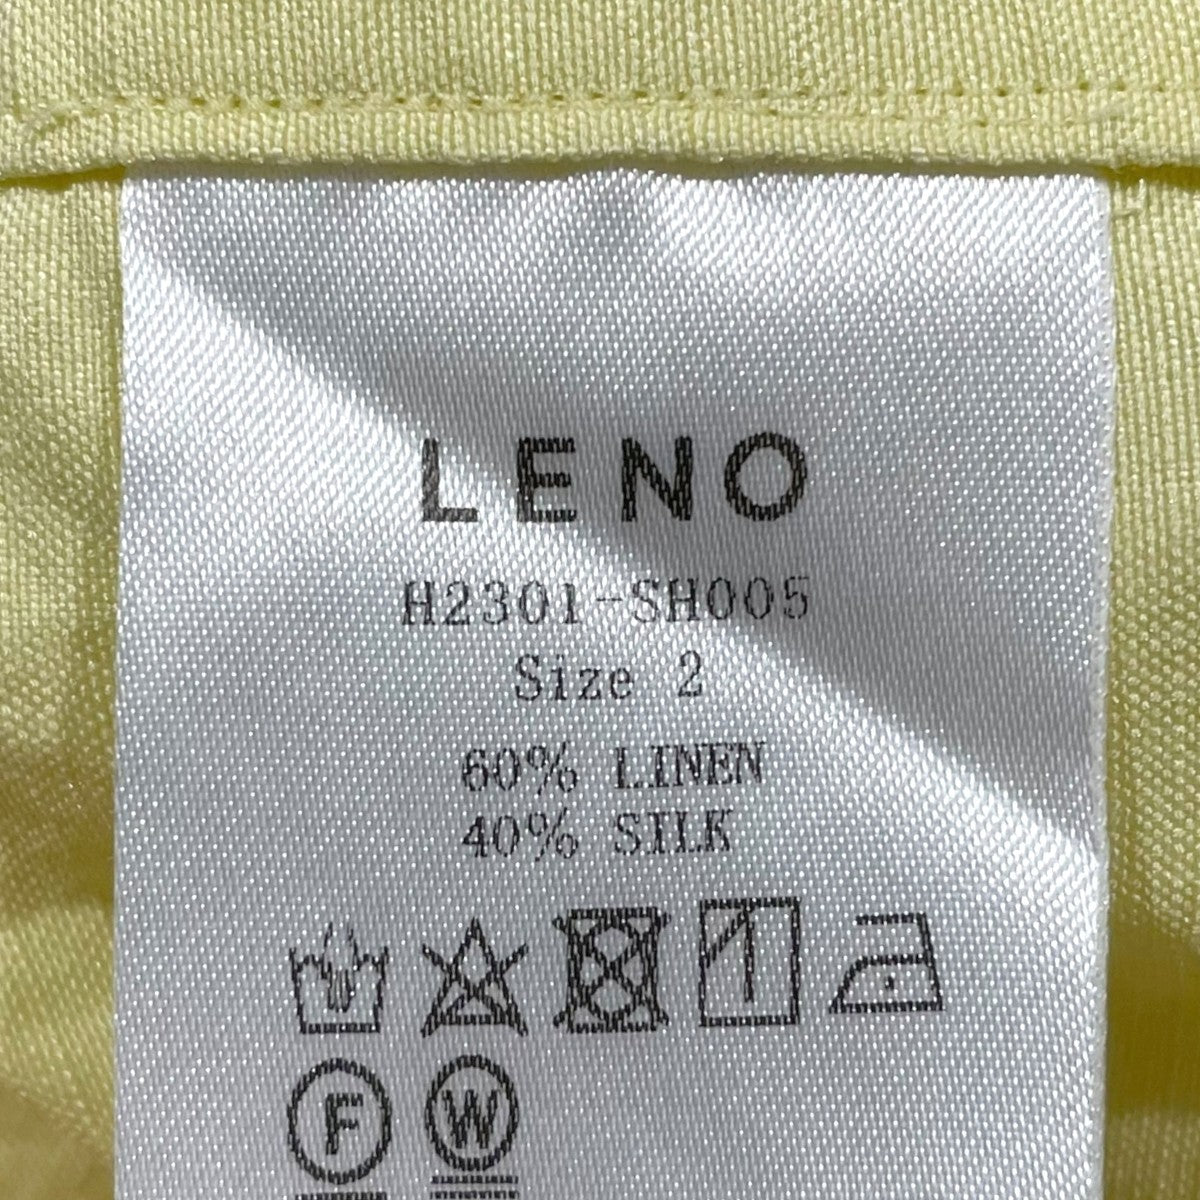 LENO
H2301-SH005
Size 2
60% LINEN
40% SILK
F W